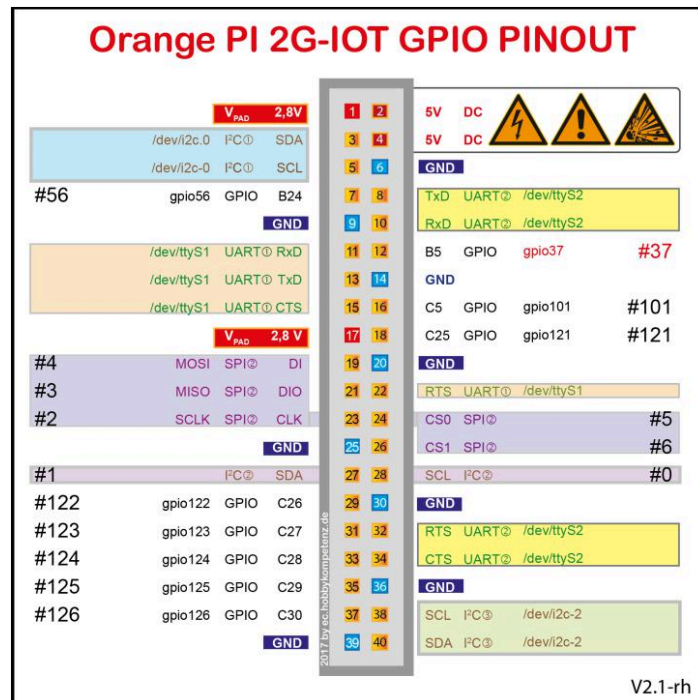 Orange PI 2G-IOT GPIO PINOUT
VPAD 2,8V 1 2 5V DC
/dev/i2c.0 I²C① SDA 3 4 5V DC
/dev/i2c-0 I²C① SCL 5 6 GND
#56 gpio56 GPIO B24 7 8 TxD UART② /dev/ttyS2
GND 9 10 RxD UART② /dev/ttyS2
/dev/ttyS1 UART① RxD 11 12 B5 GPIO gpio37 #37
/dev/ttyS1 UART① TxD 13 14 GND
/dev/ttyS1 UART① CTS 15 16 C5 GPIO gpio101 #101
VPAD 2,8 V 17 18 C25 GPIO gpio121 #121
#4 MOSI SPI② DI 19 20 GND
#3 MISO SPI② DIO 21 22 RTS UART① /dev/ttyS1
#2 SCLK SPI② CLK 23 24 CS0 SPI② #5
GND 25 26 CS1 SPI② #6
#1 I²C② SDA 27 28 SCL I²C② #0
#122 gpio122 GPIO C26 29 30 GND
#123 gpio123 GPIO C27 31 32 RTS UART② /dev/ttyS2
#124 gpio124 GPIO C28 33 34 CTS UART② /dev/ttyS2
#125 gpio125 GPIO C29 35 36 GND
#126 gpio126 GPIO C30 37 38 SCL I²C③ /dev/i2c-2
GND 39 40 SDA I²C③ /dev/i2c-2
2017 by ec.hobbykompetenz.de
V2.1-rh